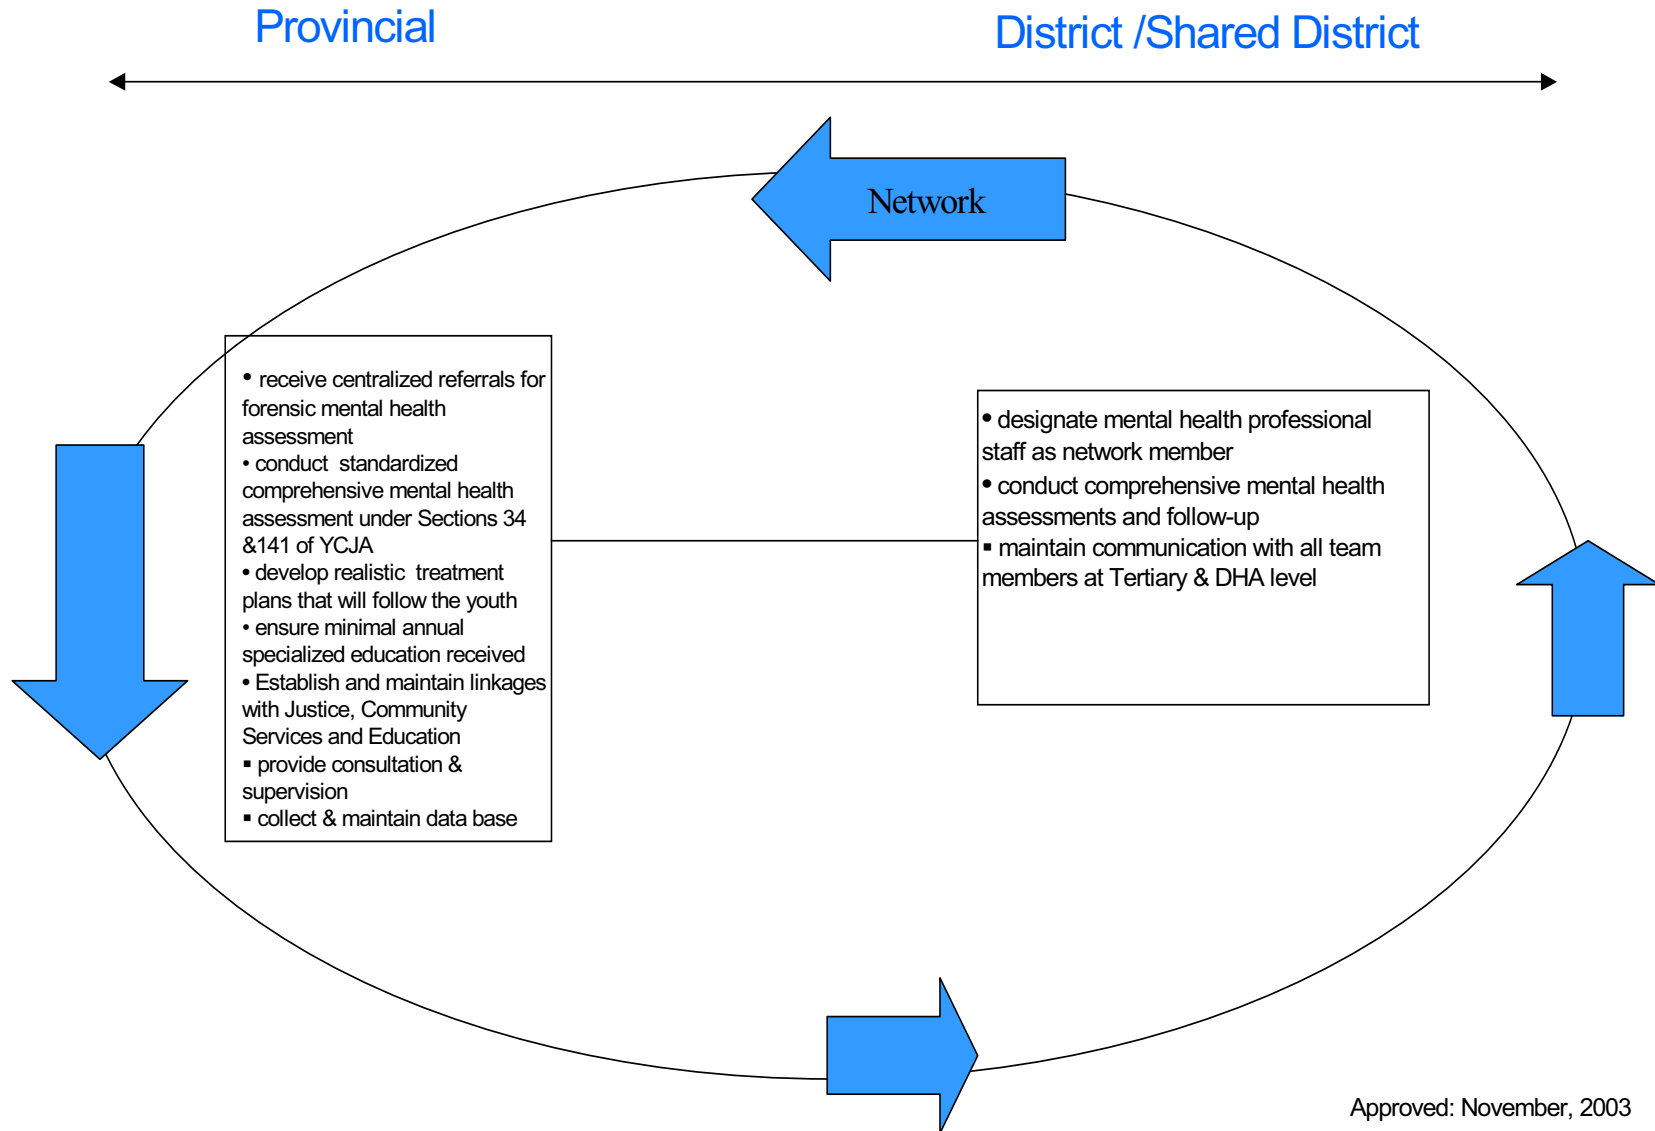 Provincial
District /Shared District
Network
• receive centralized referrals for
forensic mental health
assessment
• conduct  standardized
comprehensive mental health
assessment under Sections 34
&141 of YCJA
• develop realistic  treatment
plans that will follow the youth
• ensure minimal annual
specialized education received
• Establish and maintain linkages
with Justice, Community
Services and Education
▪ provide consultation &
supervision
▪ collect & maintain data base
• designate mental health professional
staff as network member
• conduct comprehensive mental health
assessments and follow-up
▪ maintain communication with all team
members at Tertiary & DHA level
Approved: November, 2003